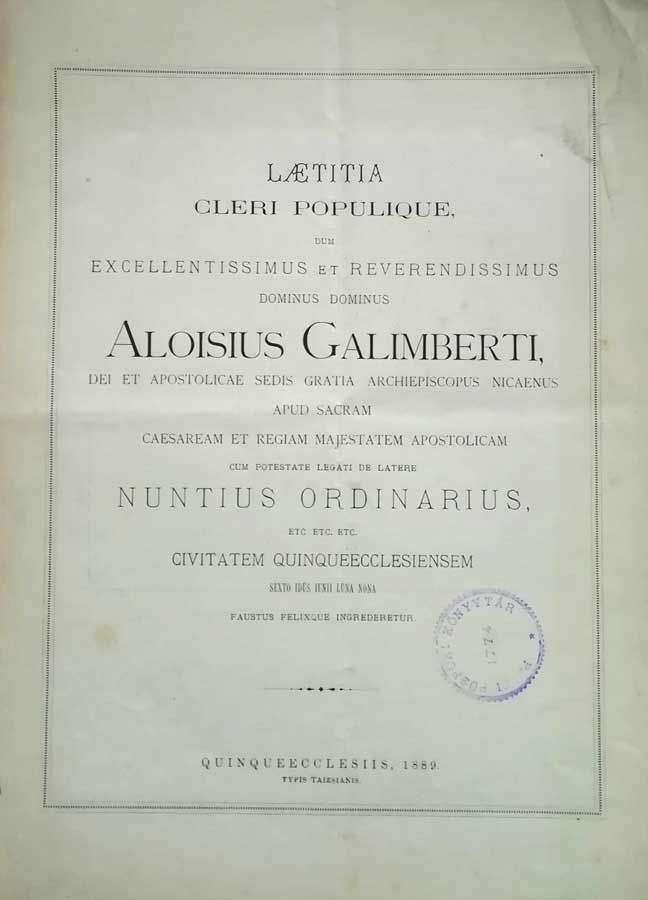 LÆTITIA
CLERI POPULIQUE,
DUM
EXCELLENTISSIMUS ET REVERENDISSIMUS
DOMINUS DOMINUS
ALOISIUS GALIMBERTI,
DEI ET APOSTOLICAE SEDIS GRATIA ARCHIEPISCOPUS NICAENUS
APUD SACRAM
CAESAREAM ET REGIAM MAJESTATEM APOSTOLICAM
CUM POTESTATE LEGATI DE LATERE
NUNTIUS ORDINARIUS,
ETC ETC. ETC.
CIVITATEM QUINQUEECCLESIENSEM
SEXTO IDUS IUNII LUNA NONA
FAUSTUS FELIXQUE INGREDERETUR.
KÖNYVTÁR
1774
QUINQUEECCLESIIS, 1889.
TYPIS TAIZSIANIS.